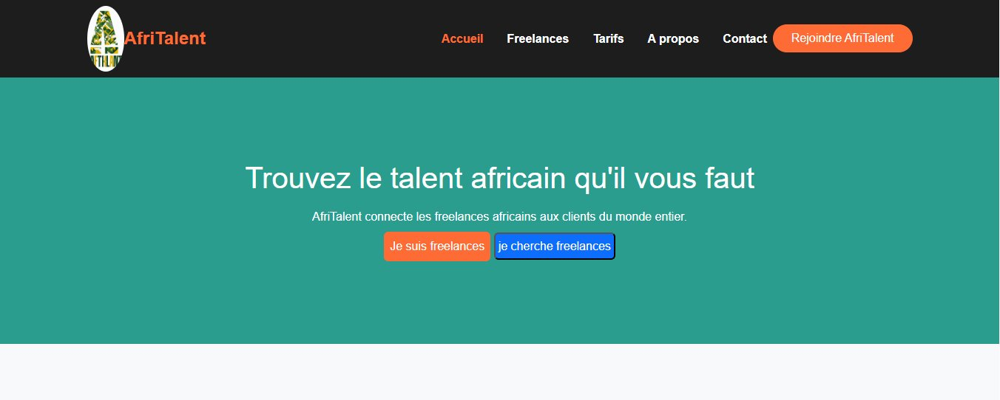 AfriTalent
Accueil Freelances Tarifs A propos Contact Rejoindre AfriTalent
Trouvez le talent africain qu'il vous faut
AfriTalent connecte les freelances africains aux clients du monde entier.
Je suis freelances je cherche freelances